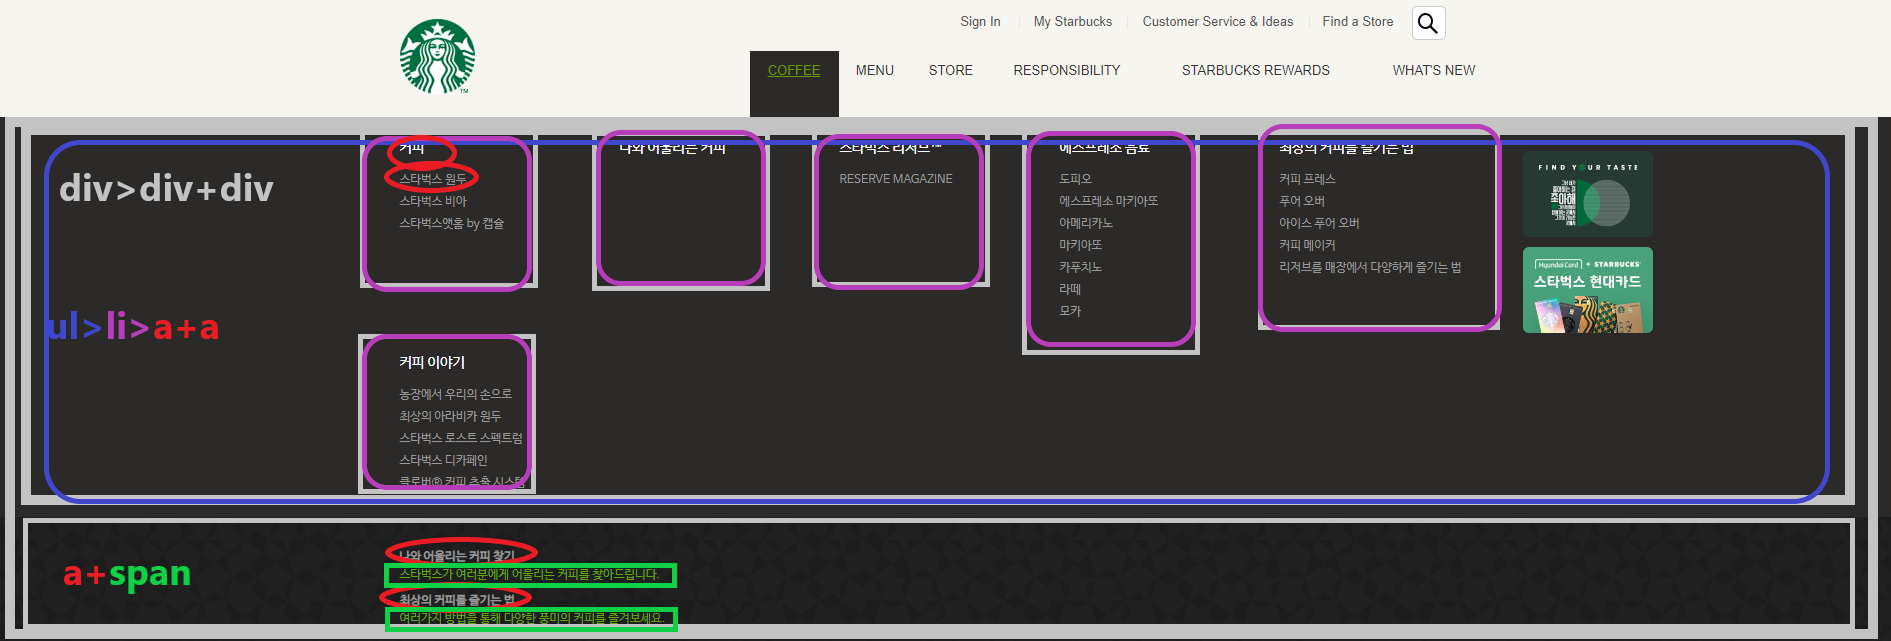 Sign In
My Starbucks
Customer Service & Ideas
Find a Store
COFFEE
MENU
STORE
RESPONSIBILITY
STARBUCKS REWARDS
WHAT'S NEW
TM
div>div+div
ul>li>a+a
커피
스타벅스 원두
스타벅스 비아
스타벅스앳홈 by 캡슐
나와 어울리는 커피
스타벅스 리저브™
RESERVE MAGAZINE
에스프레소 음료
도피오
에스프레소 마키아또
아메리카노
마키아또
카푸치노
라떼
모카
최상의 커피를 즐기는 법
커피 프레스
푸어 오버
아이스 푸어 오버
커피 메이커
리저브를 매장에서 다양하게 즐기는 법
FIND YOUR TASTE
좋아해
Hyundai Card + STARBUCKS
스타벅스 현대카드
커피 이야기
농장에서 우리의 손으로
최상의 아라비카 원두
스타벅스 로스트 스펙트럼
스타벅스 디카페인
클로버® 커피 추출 시스템
a+span
나와 어울리는 커피 찾기
스타벅스가 여러분에게 어울리는 커피를 찾아드립니다.
최상의 커피를 즐기는 법
여러가지 방법을 통해 다양한 풍미의 커피를 즐겨보세요.